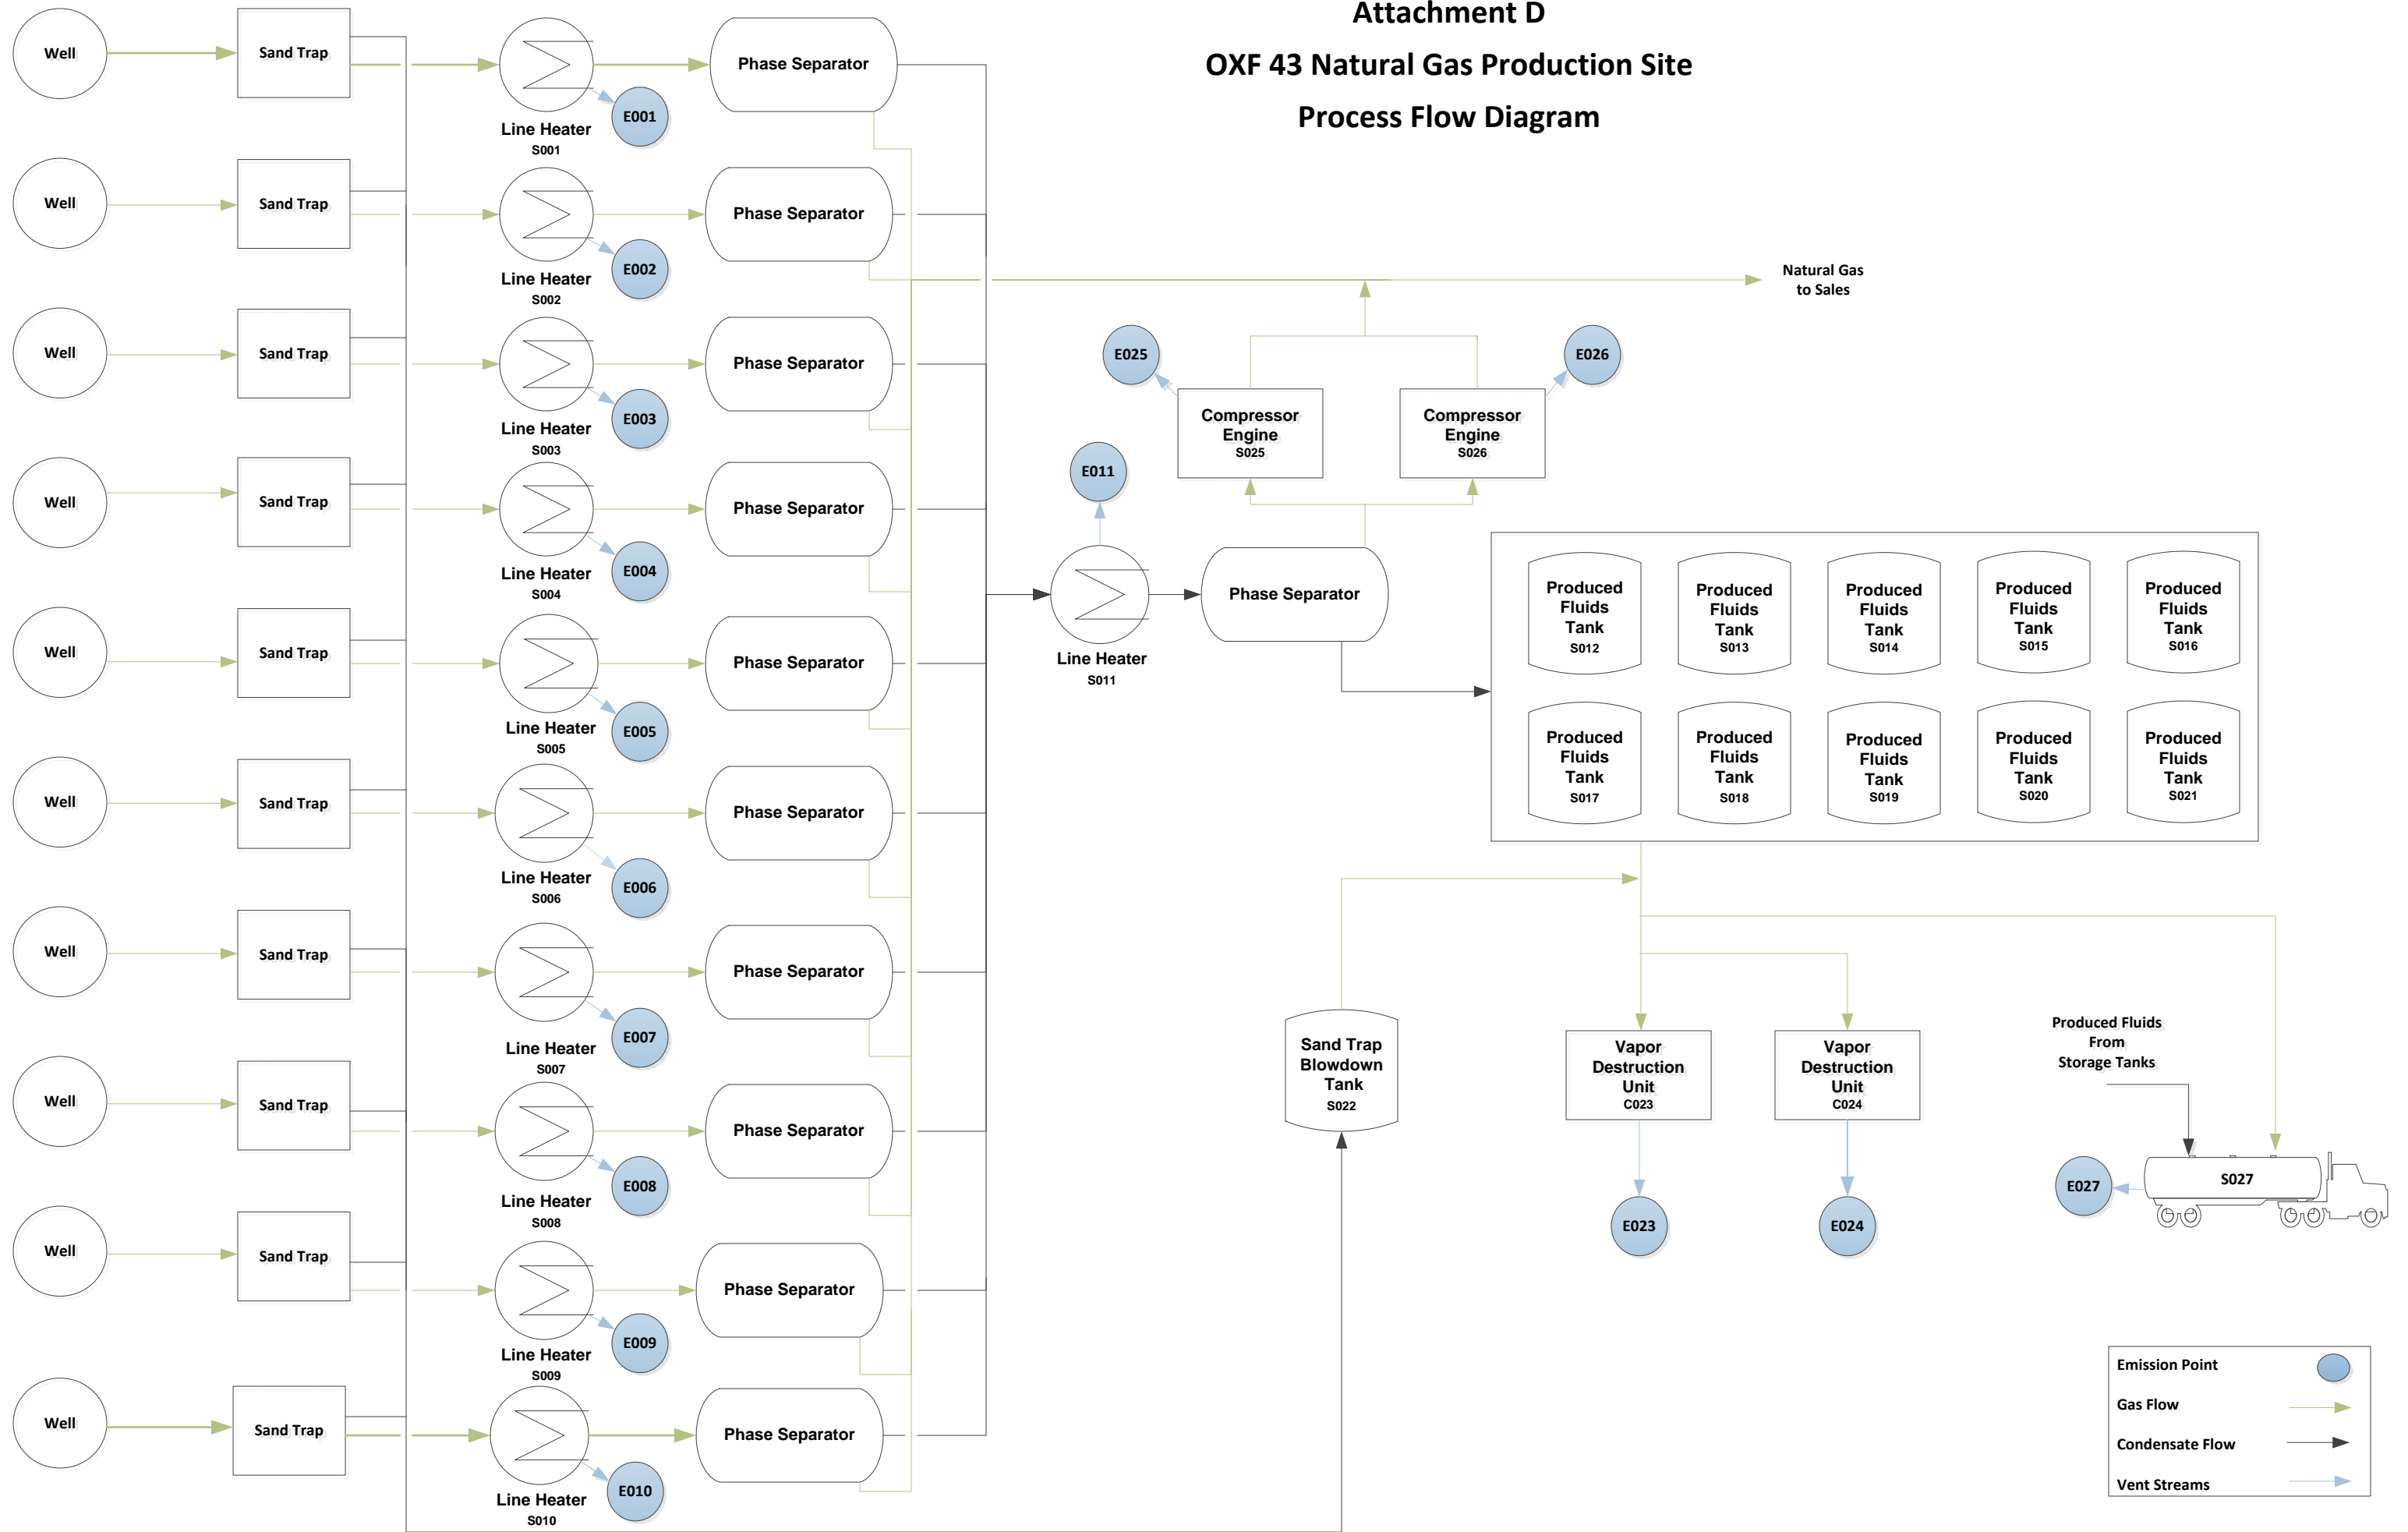 Attachment D
OXF 43 Natural Gas Production Site
Process Flow Diagram
Well
Sand Trap
Line Heater
S001
E001
Phase Separator
Well
Sand Trap
Line Heater
S002
E002
Phase Separator
Well
Sand Trap
Line Heater
S003
E003
Phase Separator
Well
Sand Trap
Line Heater
S004
E004
Phase Separator
Well
Sand Trap
Line Heater
S005
E005
Phase Separator
Well
Sand Trap
Line Heater
S006
E006
Phase Separator
Well
Sand Trap
Line Heater
S007
E007
Phase Separator
Well
Sand Trap
Line Heater
S008
E008
Phase Separator
Well
Sand Trap
Line Heater
S009
E009
Phase Separator
Well
Sand Trap
Line Heater
S010
E010
Phase Separator
Natural Gas
to Sales
E025
E026
Compressor
Engine
S025
Compressor
Engine
S026
E011
Line Heater
S011
Phase Separator
Produced
Fluids
Tank
S012
Produced
Fluids
Tank
S013
Produced
Fluids
Tank
S014
Produced
Fluids
Tank
S015
Produced
Fluids
Tank
S016
Produced
Fluids
Tank
S017
Produced
Fluids
Tank
S018
Produced
Fluids
Tank
S019
Produced
Fluids
Tank
S020
Produced
Fluids
Tank
S021
Sand Trap
Blowdown
Tank
S022
Vapor
Destruction
Unit
C023
Vapor
Destruction
Unit
C024
E023
E024
Produced Fluids
From
Storage Tanks
E027
S027
Emission Point
Gas Flow
Condensate Flow
Vent Streams